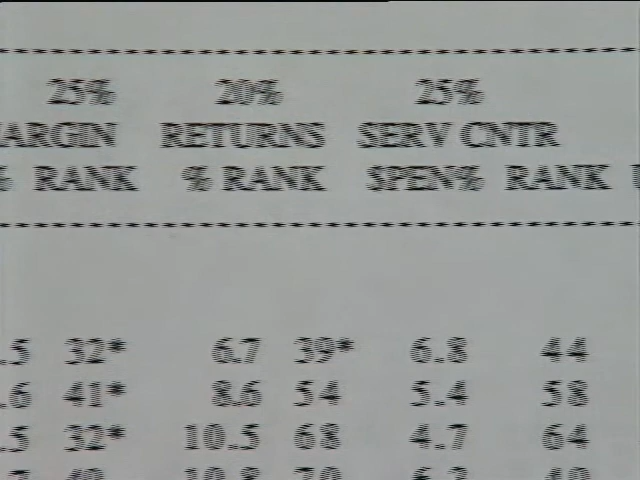 25% 20% 25%
ARGIN RETURNS SERV CNTR
% RANK % RANK SPEN% RANK
.5 32* 6.7 39* 6.8 44
.6 41* 8.6 54 5.4 58
.5 32* 10.5 68 4.7 64